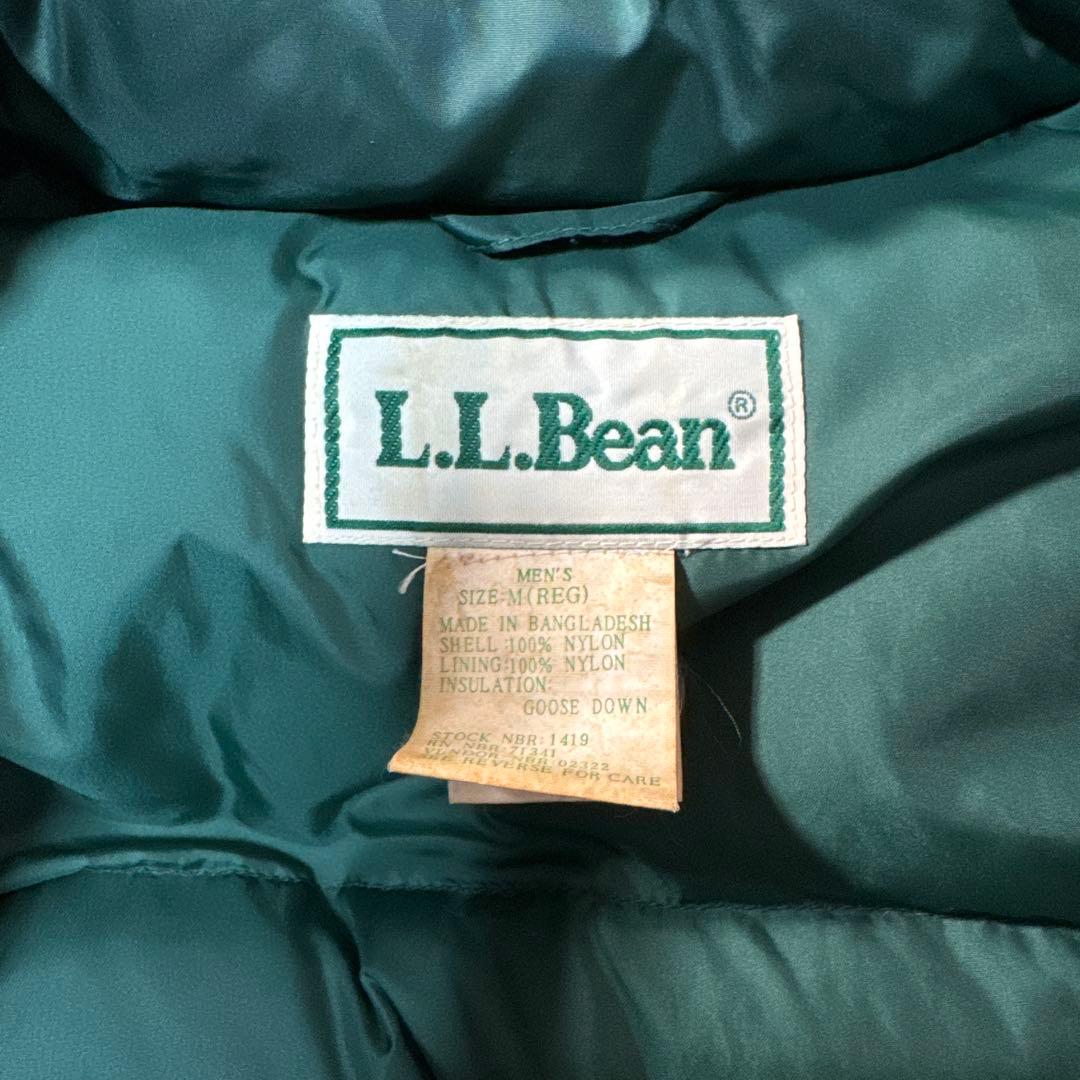 L.L.Bean®
MEN'S
SIZE:M(REG)
MADE IN BANGLADESH
SHELL:100% NYLON
LINING:100% NYLON
INSULATION:
GOOSE DOWN
STOCK NBR:1419
RN NBR:71341
VENDOR NBR 02322
SEE REVERSE FOR CARE